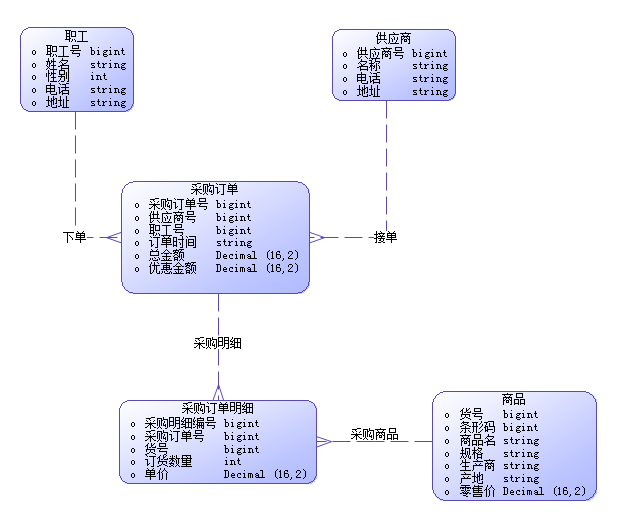 职工
职工号 bigint
姓名 string
性别 int
电话 string
地址 string
供应商
供应商号 bigint
名称 string
电话 string
地址 string
采购订单
采购订单号 bigint
供应商号 bigint
职工号 bigint
订单时间 string
总金额 Decimal (16,2)
优惠金额 Decimal (16,2)
下单
接单
采购明细
采购订单明细
采购明细编号 bigint
采购订单号 bigint
货号 bigint
订货数量 int
单价 Decimal (16,2)
采购商品
商品
货号 bigint
条形码 bigint
商品名 string
规格 string
生产商 string
产地 string
零售价 Decimal (16,2)